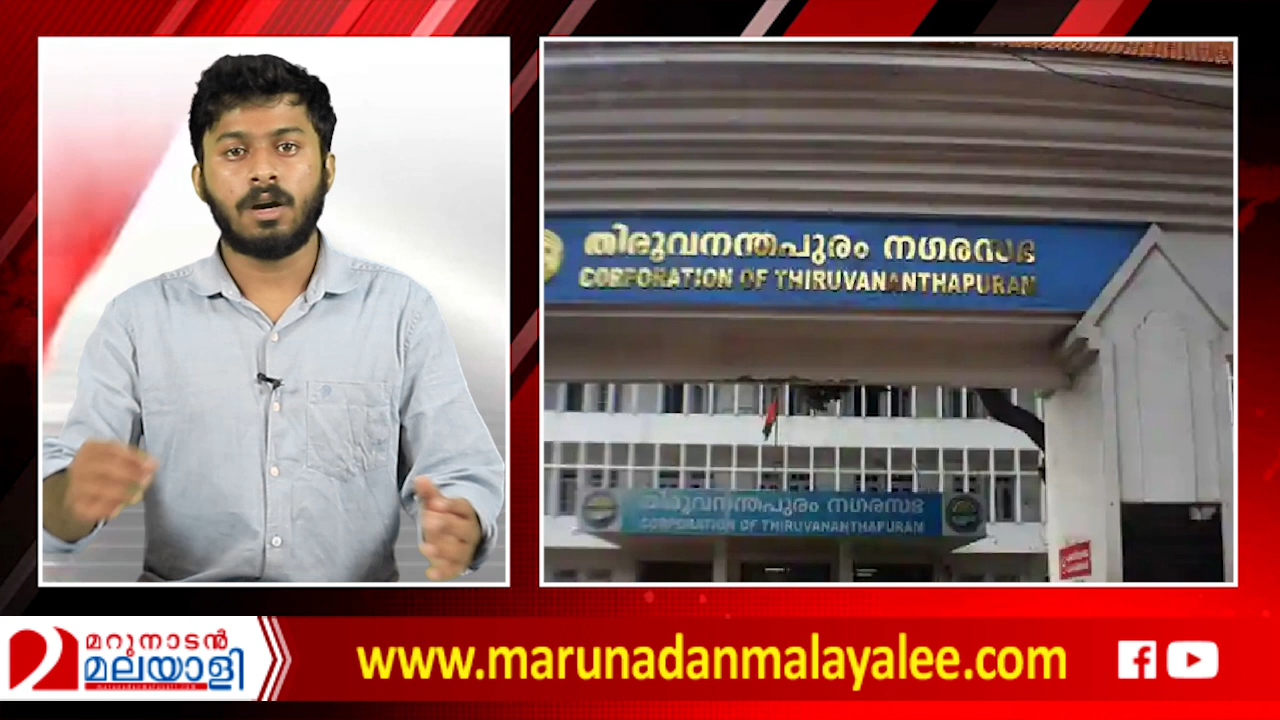 തിരുവനന്തപുരം നഗരസഭ
CORPORATION OF THIRUVANANTHAPURAM
തിരുവനന്തപുരം നഗരസഭ
CORPORATION OF THIRUVANANTHAPURAM
മറുനാടൻ
മലയാളി
www.marunadanmalayalee.com